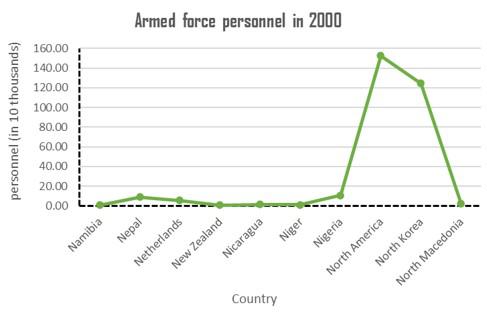 Armed force personnel in 2000
personnel (in 10 thousands)
160.00
140.00
120.00
100.00
80.00
60.00
40.00
20.00
0.00
Namibia
Nepal
Netherlands
New Zealand
Nicaragua
Niger
Nigeria
North America
North Korea
North Macedonia
Country